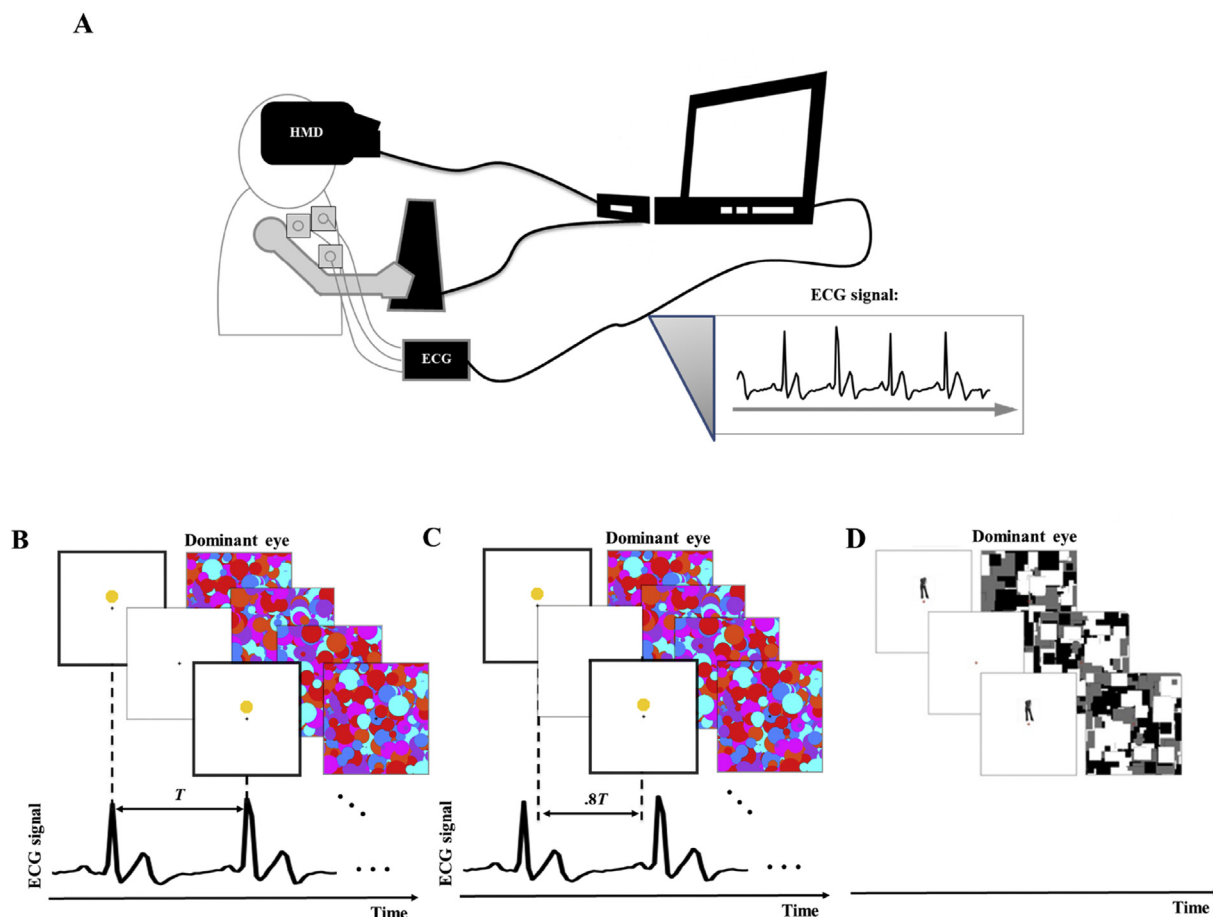 A
HMD
ECG signal:
ECG
B
Dominant eye
T
ECG signal
Time
C
Dominant eye
.8T
ECG signal
Time
D
Dominant eye
Time